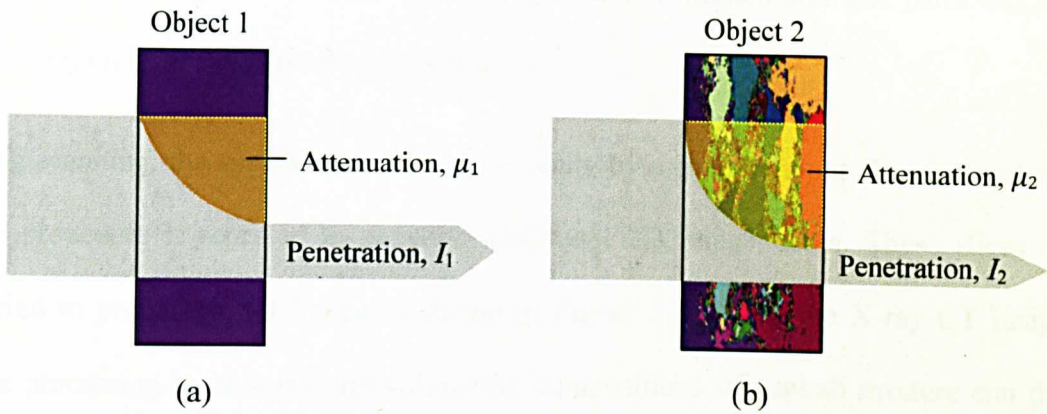 Object 1
Object 2
Attenuation, μ₁
Attenuation, μ₂
Penetration, I₁
Penetration, I₂
(a)
(b)